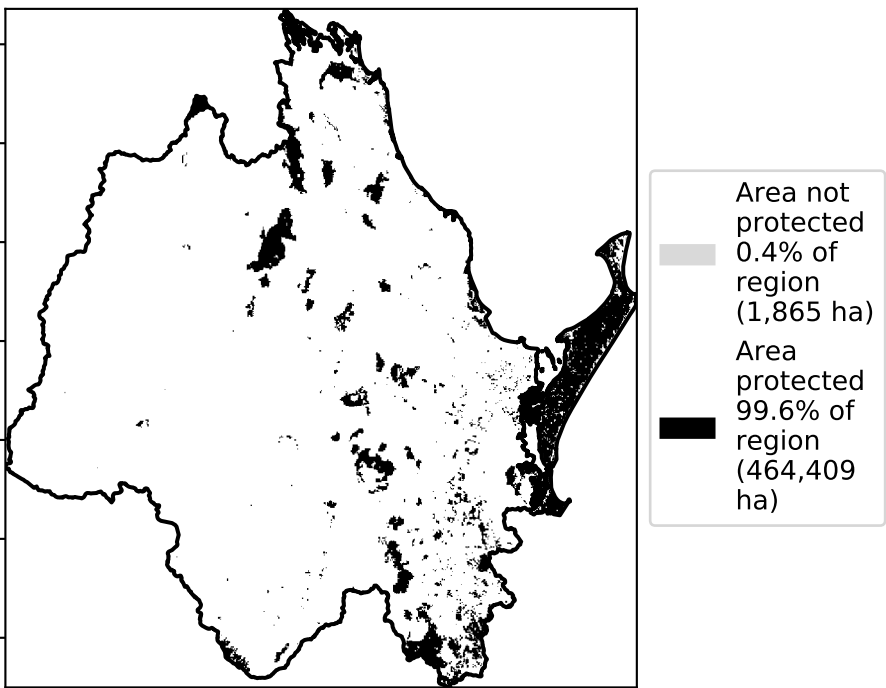 Area not
protected
0.4% of
region
(1,865 ha)
Area
protected
99.6% of
region
(464,409
ha)